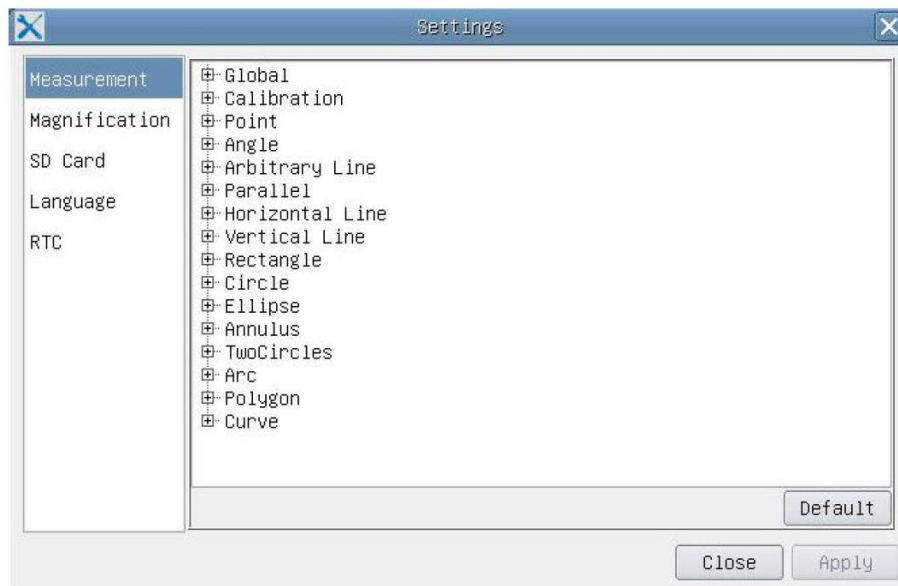 Settings
Measurement
Magnification
SD Card
Language
RTC
Global
Calibration
Point
Angle
Arbitrary Line
Parallel
Horizontal Line
Vertical Line
Rectangle
Circle
Ellipse
Annulus
TwoCircles
Arc
Polygon
Curve
Default
Close
Apply